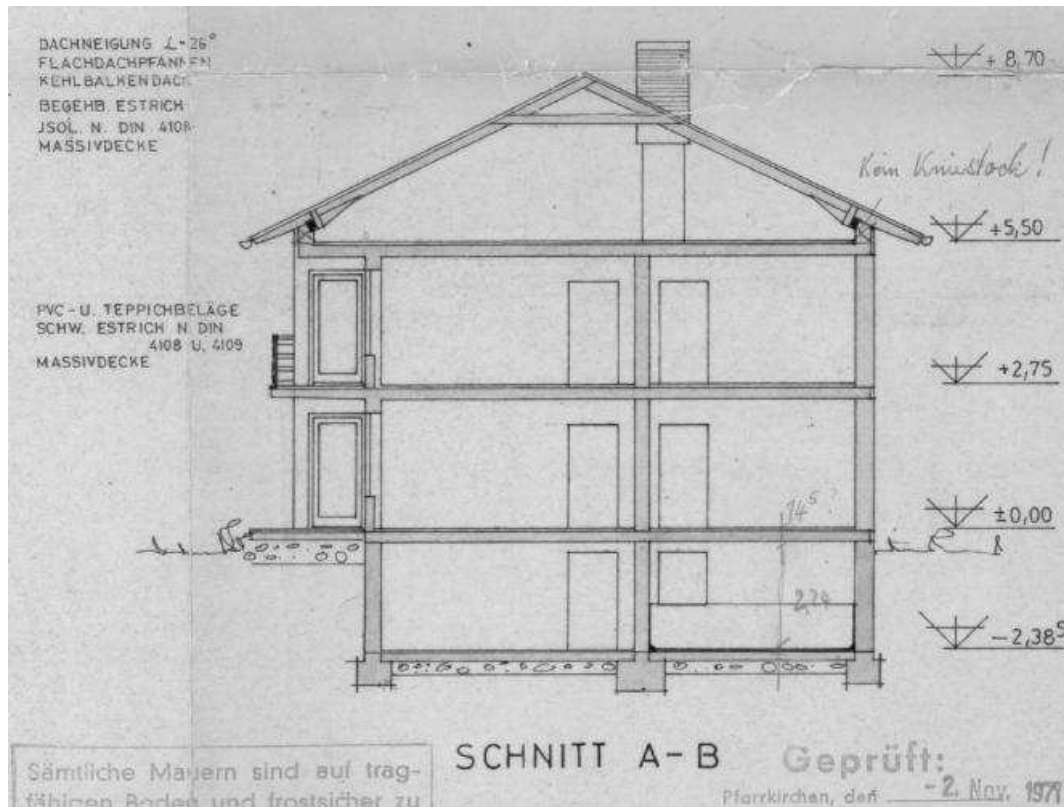 DACHNEIGUNG ∠-26°
FLACHDACHPFANNEN
KEHLBALKENDACH
BEGEHB. ESTRICH
JSOL. N. DIN 4108
MASSIVDECKE
+ 8,70
Kein Kniestock!
+5,50
PVC-U. TEPPICHBELÄGE
SCHW. ESTRICH N DIN
4108 U. 4109
MASSIVDECKE
+2,75
14⁵ ?
±0,00
2,24
-2,38⁵
SCHNITT A-B
Geprüft:
Sämtliche Mauern sind auf trag-
fähigen Boden und frostsicher zu
Pfarrkirchen, den -2. Nov. 197